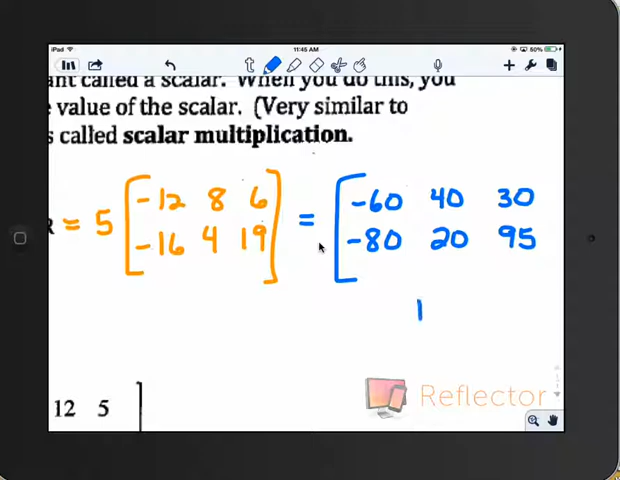 iPad 11:45 AM 60%
t
ant called a scalar. When you do this, you
value of the scalar. (Very similar to
s called scalar multiplication.
= 5 [ -12 8 6 ] = [ -60 40 30
-16 4 19 -80 20 95
1
12 5
Reflector